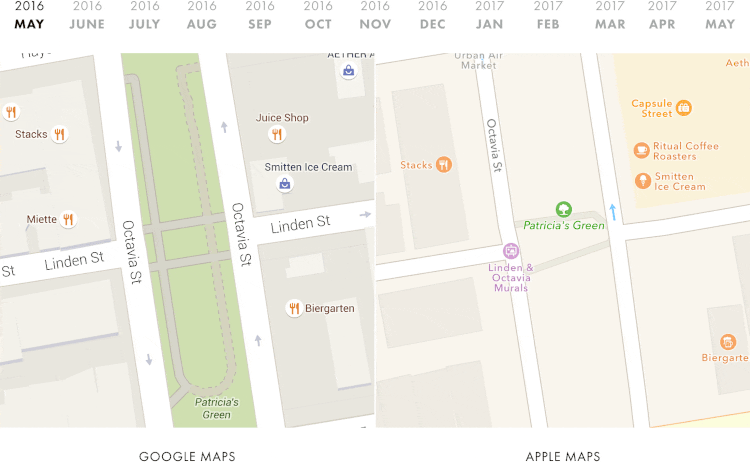 2016 2016 2016 2016 2016 2016 2016 2016 2017 2017 2017 2017 2017
MAY JUNE JULY AUG SEP OCT NOV DEC JAN FEB MAR APR MAY
AETHER
Juice Shop
Stacks
Smitten Ice Cream
Miette
Octavia St
Octavia St
Linden St
St
Linden St
Biergarten
Patricia's
Green
Urban Air
Market
Aeth
Capsule
Street
Octavia St
Ritual Coffee
Roasters
Stacks
Smitten
Ice Cream
Patricia's Green
Linden &
Octavia
Murals
Biergarte
GOOGLE MAPS
APPLE MAPS